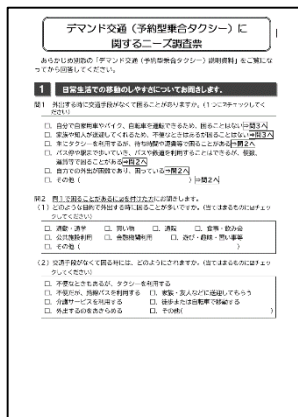 デマンド交通（予約型乗合タクシー）に
関するニーズ調査票
あらかじめ別添の「デマンド交通（予約型乗合タクシー）説明資料」をご覧になってから回答してください。
1 日常生活での移動のしやすさについてお聞きします。
問1 外出する時に交通手段がなくて困ることがありますか。（1つに☑チェックしてください）
□ 自分で自家用車やバイク、自転車を運転できるため、困ることはない⇒問3へ
□ 家族や知人が送迎してくれるため、不便なときはあるが困ることはない⇒問3へ
□ 主にタクシーを利用するが、待ち時間や運賃等で困ることがある⇒問2へ
□ バス停や駅まで歩いていき、バスや鉄道を利用することはできるが、便数、
運賃等で困ることがある⇒問2へ
□ 自力での外出が困難であり、困っている⇒問2へ
□ その他（ ）⇒問2へ
問2 問1で困ることがあるに☑を付けた方にお聞きします。
（1）どのような目的で外出する時に困ることが多いですか。（当てはまるものに☑チェックしてください）
□ 通勤・通学 □ 買い物 □ 通院 □ 食事・飲み会
□ 公共施設利用 □ 金融機関利用 □ 遊び・趣味・習い事等
□ その他（ ）
（2）交通手段がなくて困る時には、どのようにされますか。（当てはまるものに☑チェックしてください）
□ 不便なときもあるが、タクシーを利用する
□ 不便だが、路線バスを利用する □ 家族・友人などに送迎してもらう
□ 介護サービスを利用する □ 徒歩または自転車で移動する
□ 外出するのをあきらめる □ その他（ ）